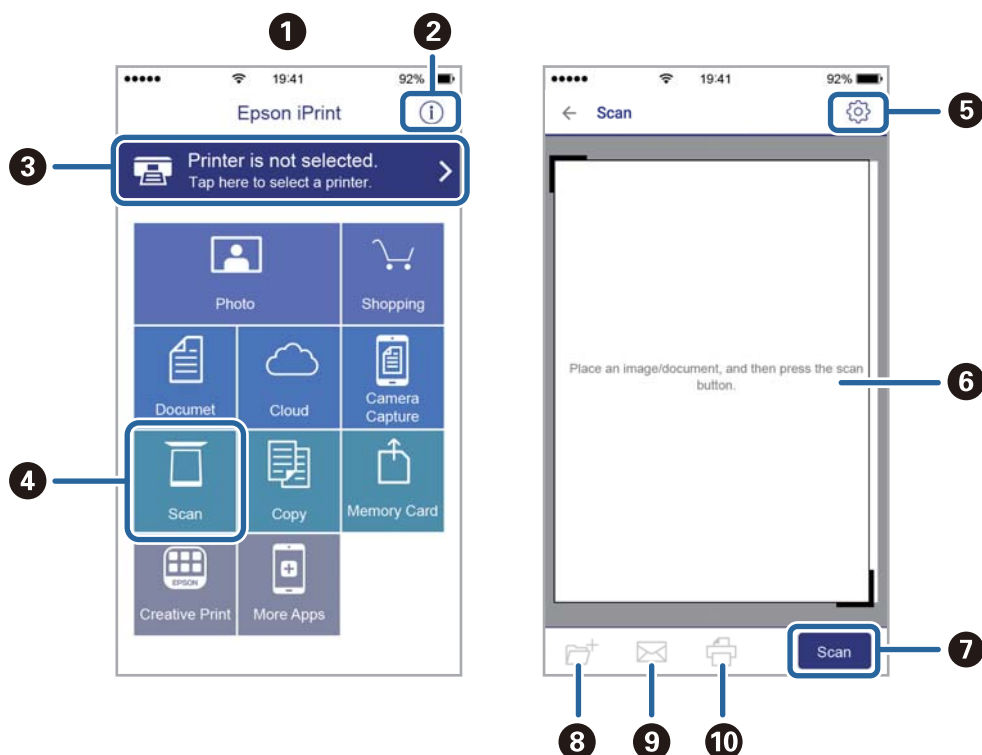 1
2
19:41
92%
Epson iPrint
i
3
Printer is not selected.
Tap here to select a printer.
Photo
Shopping
Documet
Cloud
Camera
Capture
4
Scan
Copy
Memory Card
EPSON
Creative Print
More Apps
19:41
92%
Scan
5
Place an image/document, and then press the scan
button.
6
Scan
7
8
9
10